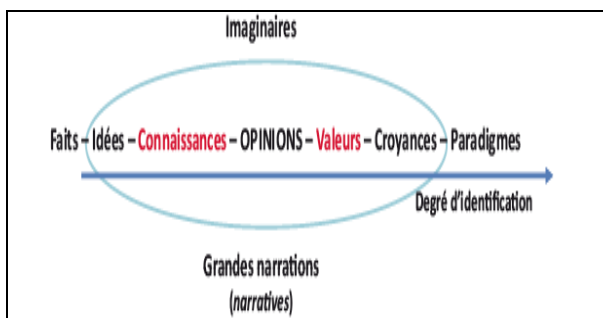 Imaginaires
Faits – Idées – Connaissances – OPINIONS – Valeurs – Croyances – Paradigmes
Degré d'identification
Grandes narrations
(narratives)